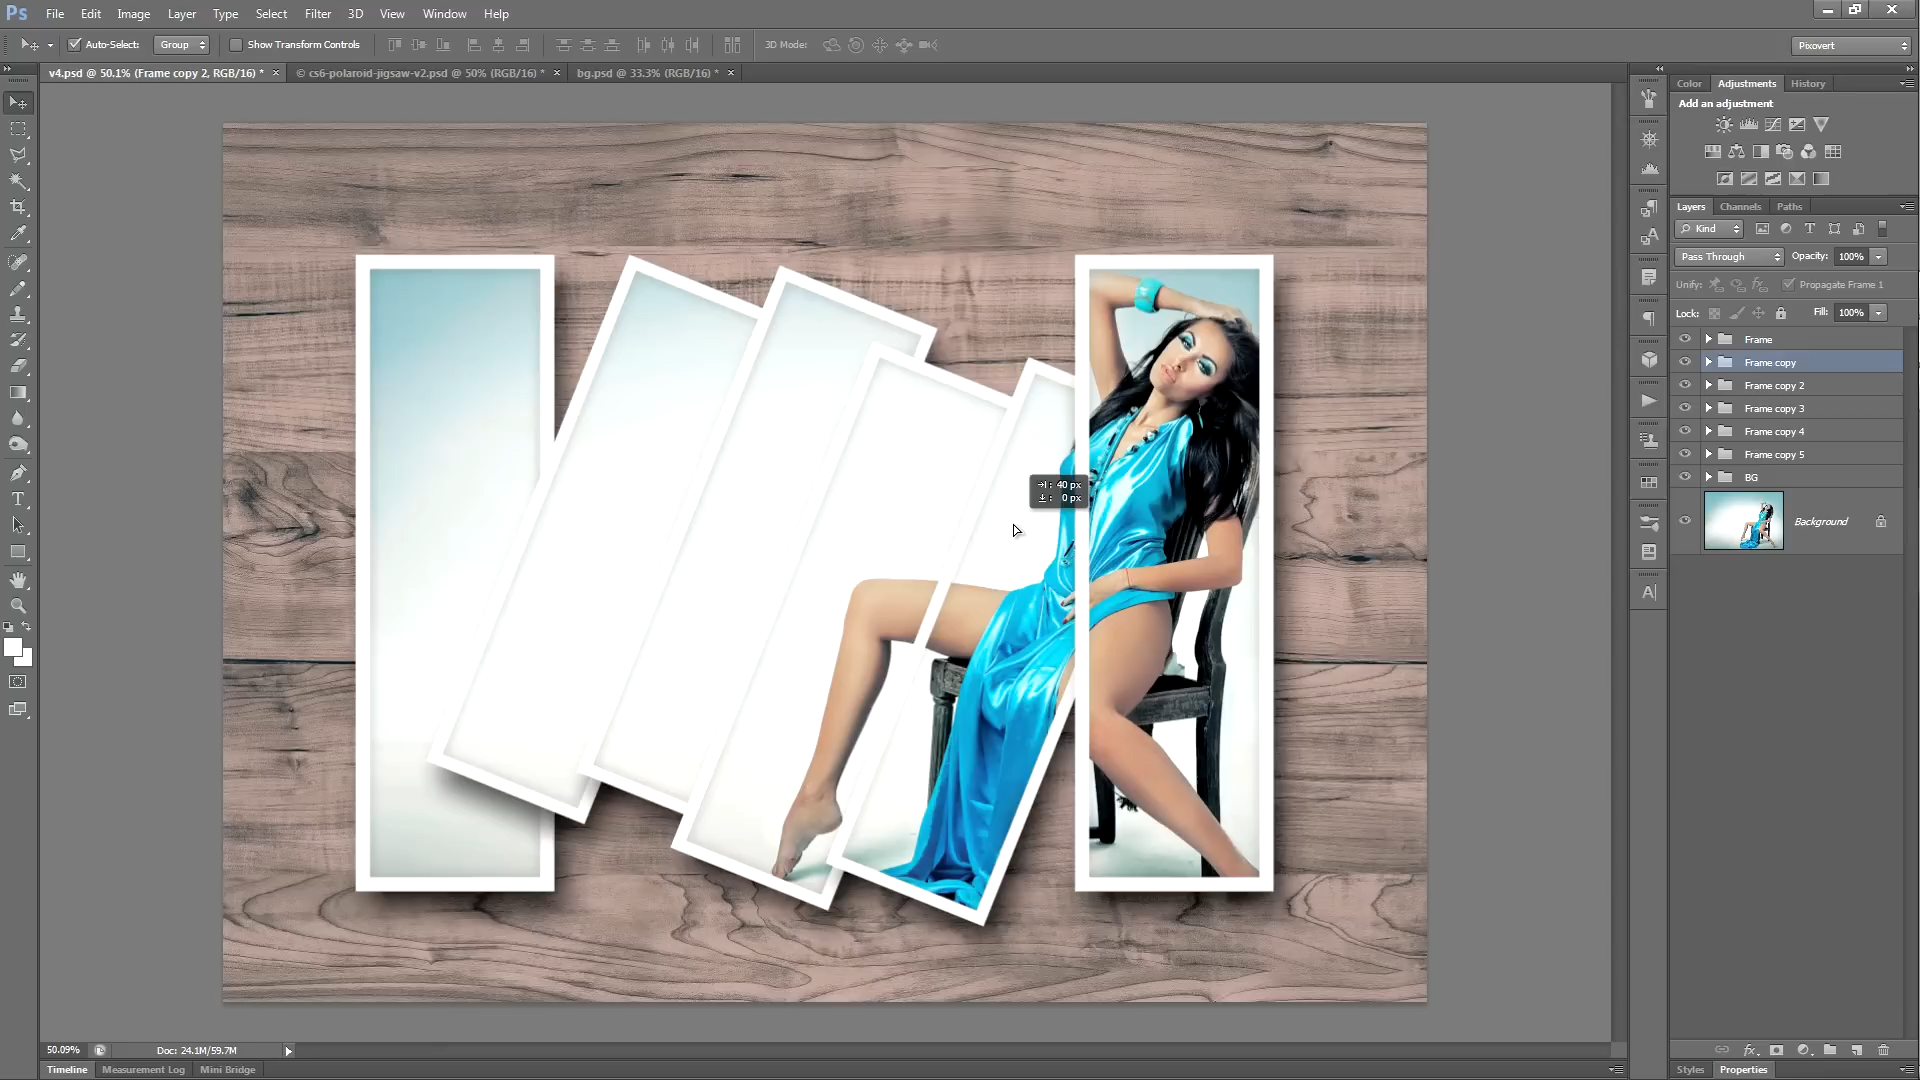 Ps File Edit Image Layer Type Select Filter 3D View Window Help
Auto-Select: Group Show Transform Controls 3D Mode: Pixovert
v4.psd @ 50.1% (Frame copy 2, RGB/16) * × © cs6-polaroid-jigsaw-v2.psd @ 50% (RGB/16) * × bg.psd @ 33.3% (RGB/16) * ×
Color Adjustments History
Add an adjustment
Layers Channels Paths
Kind
Pass Through Opacity: 100%
Unify: Propagate Frame 1
Lock: Fill: 100%
Frame
Frame copy
Frame copy 2
Frame copy 3
Frame copy 4
Frame copy 5
BG
Background
: 40 px
: 0 px
50.09% Doc: 24.1M/59.7M
Timeline Measurement Log Mini Bridge
Styles Properties